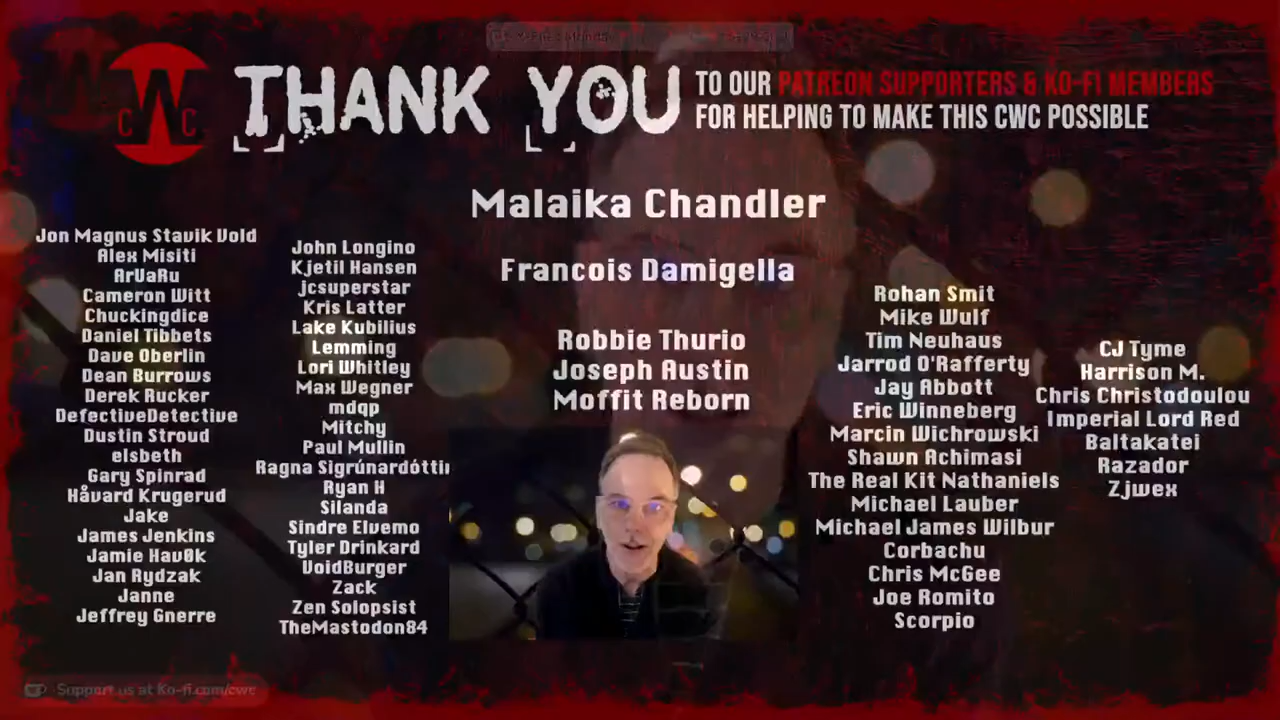 CWC
THANK YOU
TO OUR PATREON SUPPORTERS & KO-FI MEMBERS
FOR HELPING TO MAKE THIS CWC POSSIBLE
Malaika Chandler
Francois Damigella
Robbie Thurio
Joseph Austin
Moffit Reborn
Jon Magnus Stavik Vold
Alex Misiti
ArVaRu
Cameron Witt
Chuckingdice
Daniel Tibbets
Dave Oberlin
Dean Burrows
Derek Rucker
DefectiveDetective
Dustin Stroud
elsbeth
Gary Spinrad
Håvard Krugerud
Jake
James Jenkins
Jamie Hav0k
Jan Rydzak
Janne
Jeffrey Gnerre
John Longino
Kjetil Hansen
jcsuperstar
Kris Latter
Lake Kubilius
Lemming
Lori Whitley
Max Wegner
mdqp
Mitchy
Paul Mullin
Ragna Sigrúnardóttir
Ryan H
Silanda
Sindre Elvemo
Tyler Drinkard
VoidBurger
Zack
Zen Solopsist
TheMastodon84
Rohan Smit
Mike Wulf
Tim Neuhaus
Jarrod O'Rafferty
Jay Abbott
Eric Winneberg
Marcin Wichrowski
Shawn Achimasi
The Real Kit Nathaniels
Michael Lauber
Michael James Wilbur
Corbachu
Chris McGee
Joe Romito
Scorpio
CJ Tyme
Harrison M.
Chris Christodoulou
Imperial Lord Red
Baltakatei
Razador
Zjwex
Support us at Ko-fi.com/cwc